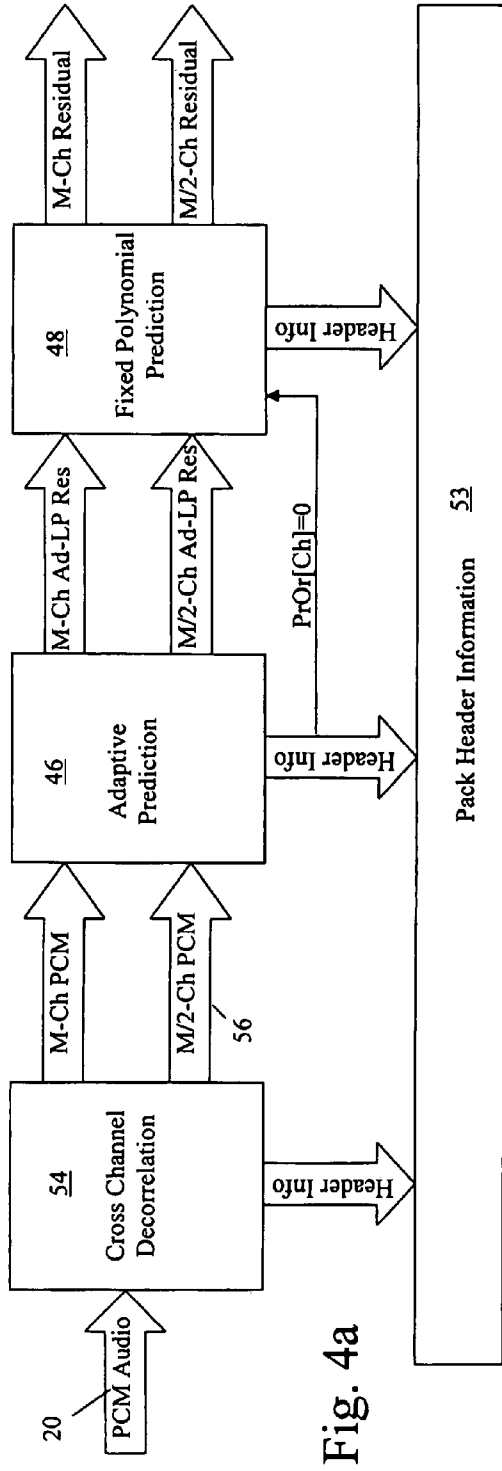 20
PCM Audio
54
Cross Channel
Decorrelation
M-Ch PCM
M/2-Ch PCM
56
Header Info
46
Adaptive
Prediction
M-Ch Ad-LP Res
M/2-Ch Ad-LP Res
Header Info
PrOr[Ch]=0
48
Fixed Polynomial
Prediction
M-Ch Residual
M/2-Ch Residual
Header Info
Pack Header Information
53
Fig. 4a